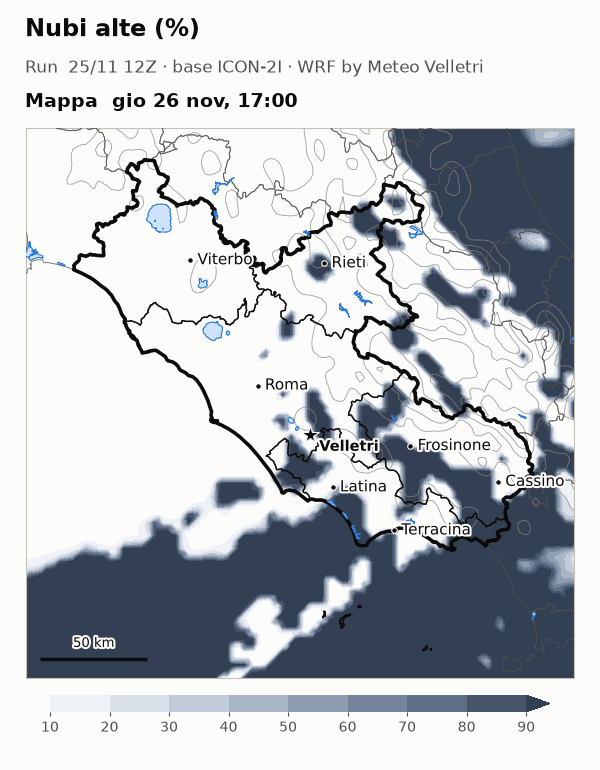 Nubi alte (%)
Run 25/11 12Z · base ICON-2I · WRF by Meteo Velletri
Mappa gio 26 nov, 17:00
Viterbo
Rieti
Roma
Velletri
Frosinone
Latina
Cassino
Terracina
50 km
10 20 30 40 50 60 70 80 90